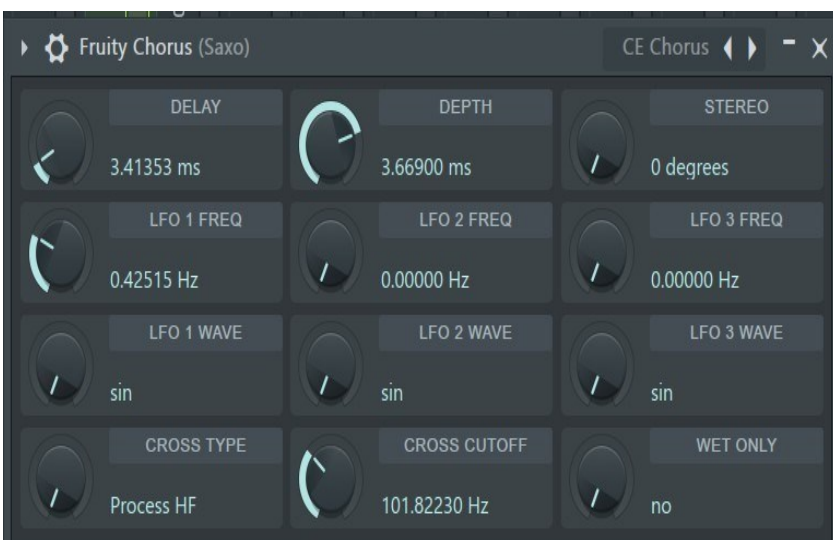 Fruity Chorus (Saxo) CE Chorus
DELAY DEPTH STEREO
3.41353 ms 3.66900 ms 0 degrees
LFO 1 FREQ LFO 2 FREQ LFO 3 FREQ
0.42515 Hz 0.00000 Hz 0.00000 Hz
LFO 1 WAVE LFO 2 WAVE LFO 3 WAVE
sin sin sin
CROSS TYPE CROSS CUTOFF WET ONLY
Process HF 101.82230 Hz no